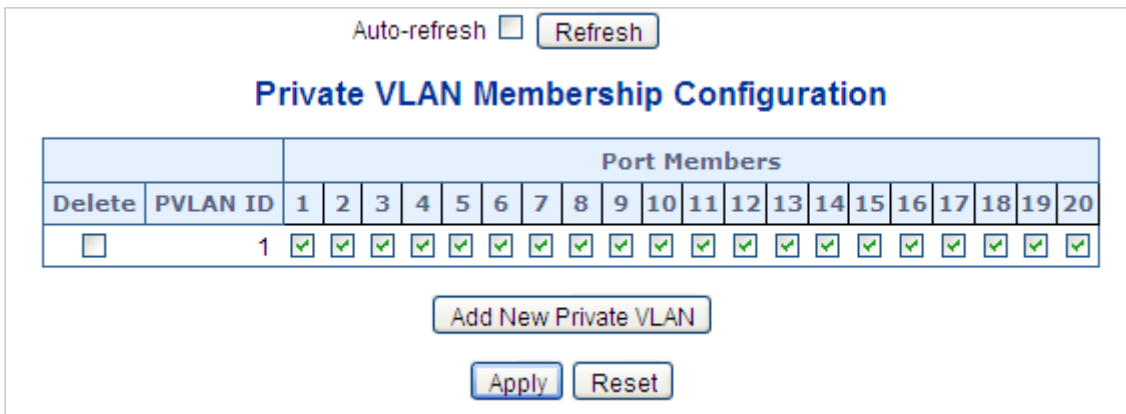 Auto-refresh Refresh
Private VLAN Membership Configuration
Port Members
Delete PVLAN ID 1 2 3 4 5 6 7 8 9 10 11 12 13 14 15 16 17 18 19 20
1
Add New Private VLAN
Apply Reset